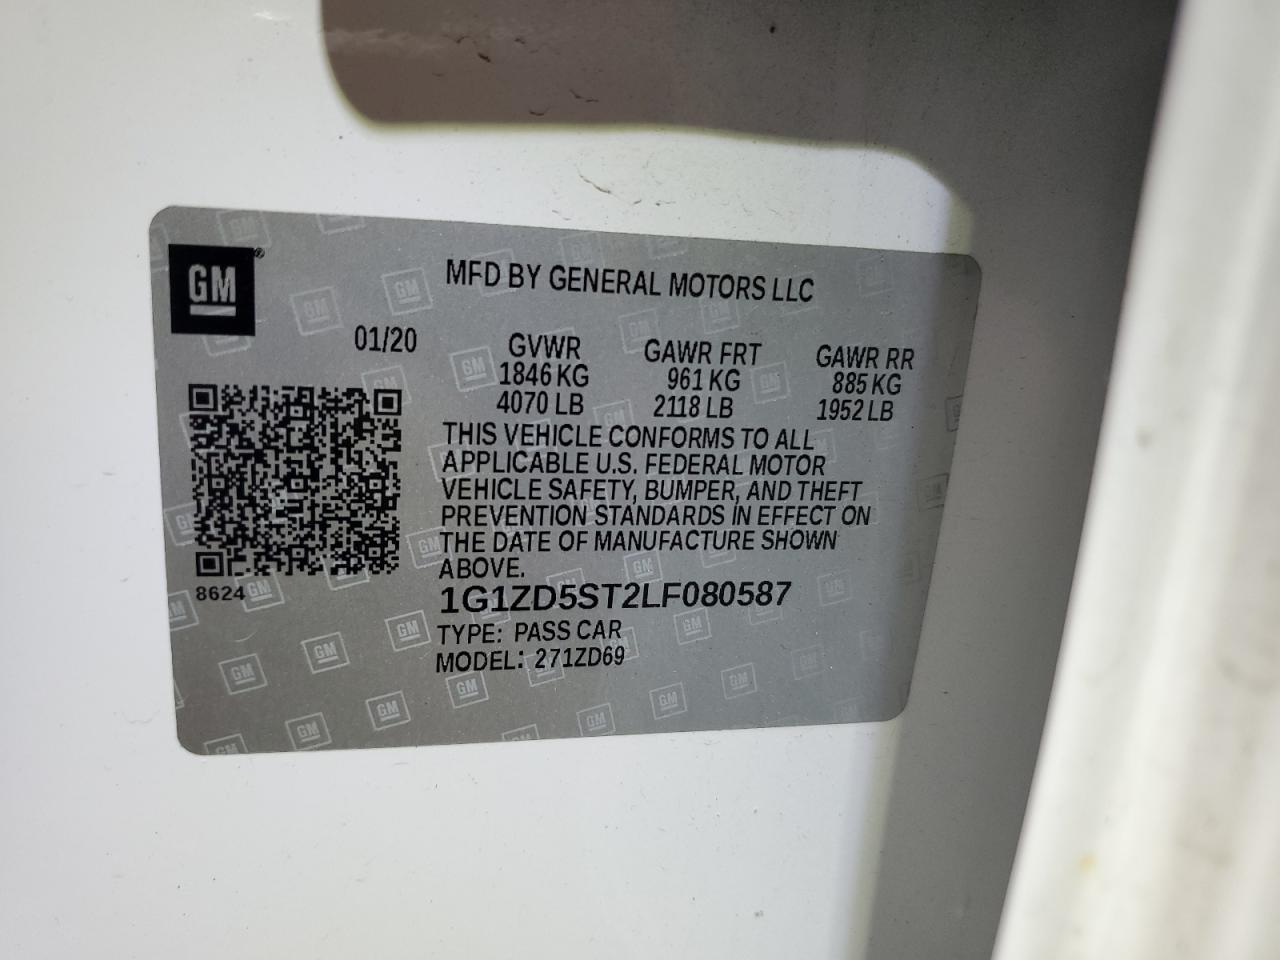 GM®
MFD BY GENERAL MOTORS LLC
01/20
GVWR GAWR FRT GAWR RR
1846 KG 961 KG 885 KG
4070 LB 2118 LB 1952 LB
THIS VEHICLE CONFORMS TO ALL
APPLICABLE U.S. FEDERAL MOTOR
VEHICLE SAFETY, BUMPER, AND THEFT
PREVENTION STANDARDS IN EFFECT ON
THE DATE OF MANUFACTURE SHOWN
ABOVE.
8624
1G1ZD5ST2LF080587
TYPE: PASS CAR
MODEL: 271ZD69